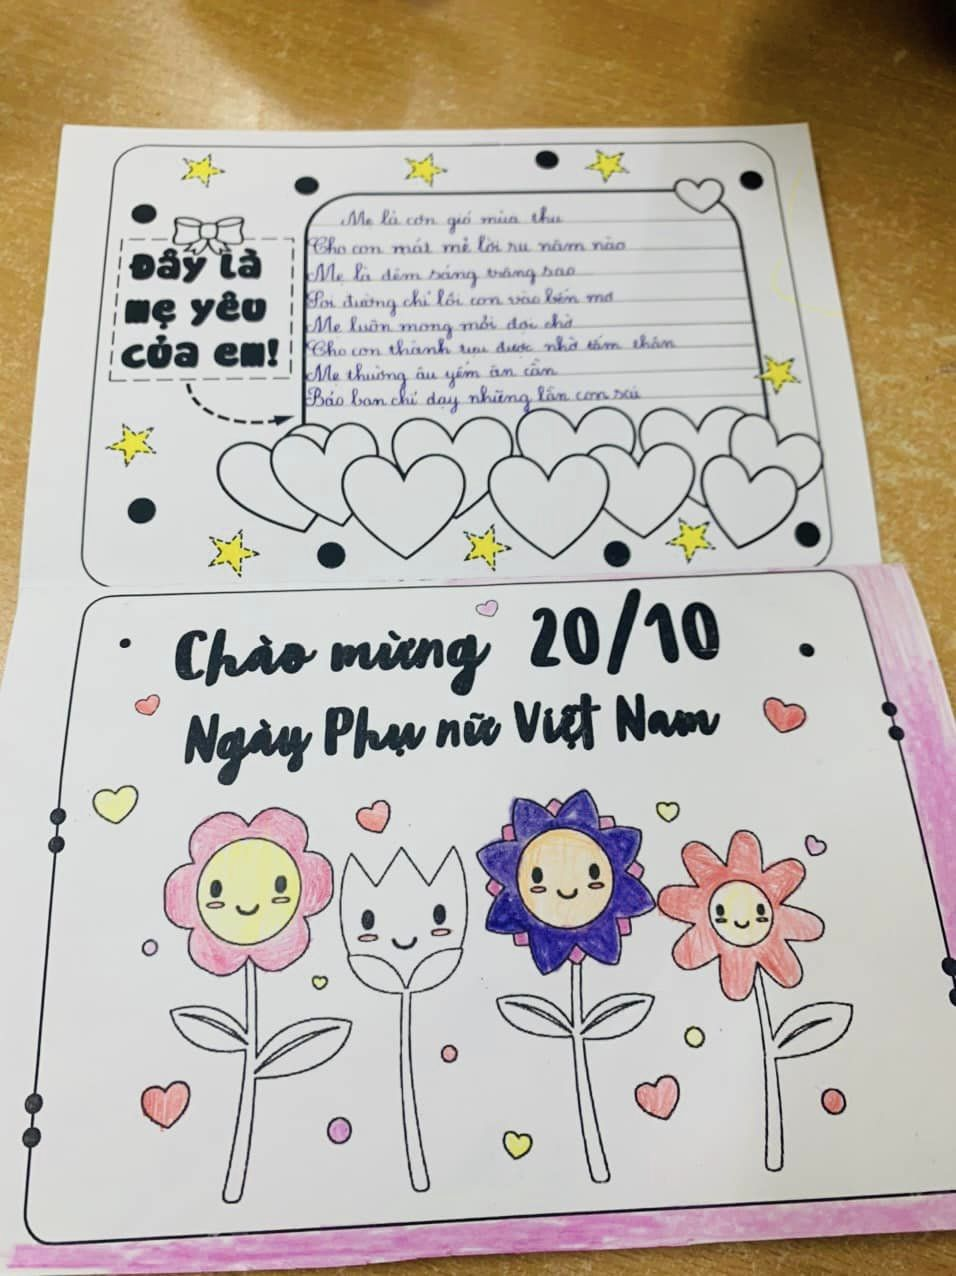 Đây là
mẹ yêu
của em!
Mẹ là cơn gió mùa thu
Cho con mát mẻ lời ru năm nào
Mẹ là đêm sáng trăng sao
Soi đường chỉ lối con vào bến mơ
Mẹ luôn mong mỏi đợi chờ
Cho con thành tựu được nhờ tấm thân
Mẹ thường âu yếm ân cần
Bảo ban chỉ dạy những lần con sai
Chào mừng 20/10
Ngày Phụ nữ Việt Nam